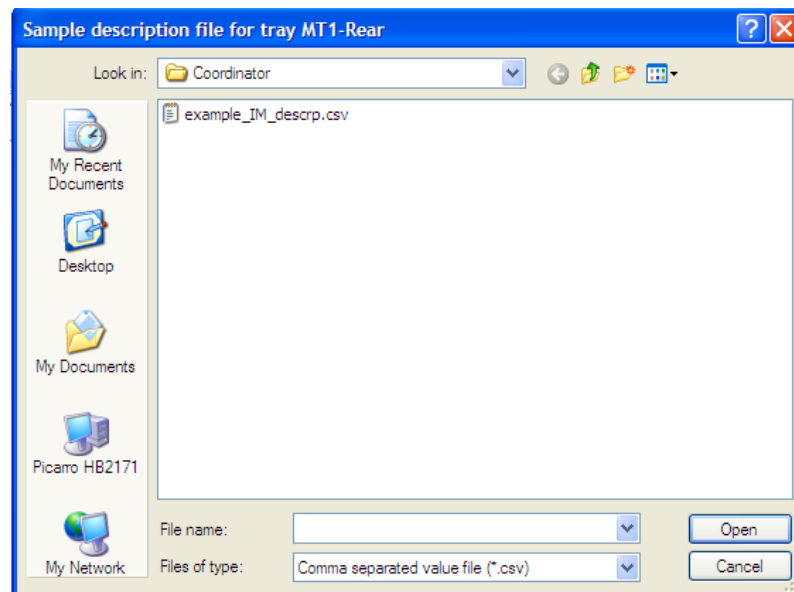 Sample description file for tray MT1-Rear
Look in:
Coordinator
example_IM_descrp.csv
My Recent
Documents
Desktop
My Documents
Picarro HB2171
My Network
File name:
Open
Files of type:
Comma separated value file (*.csv)
Cancel